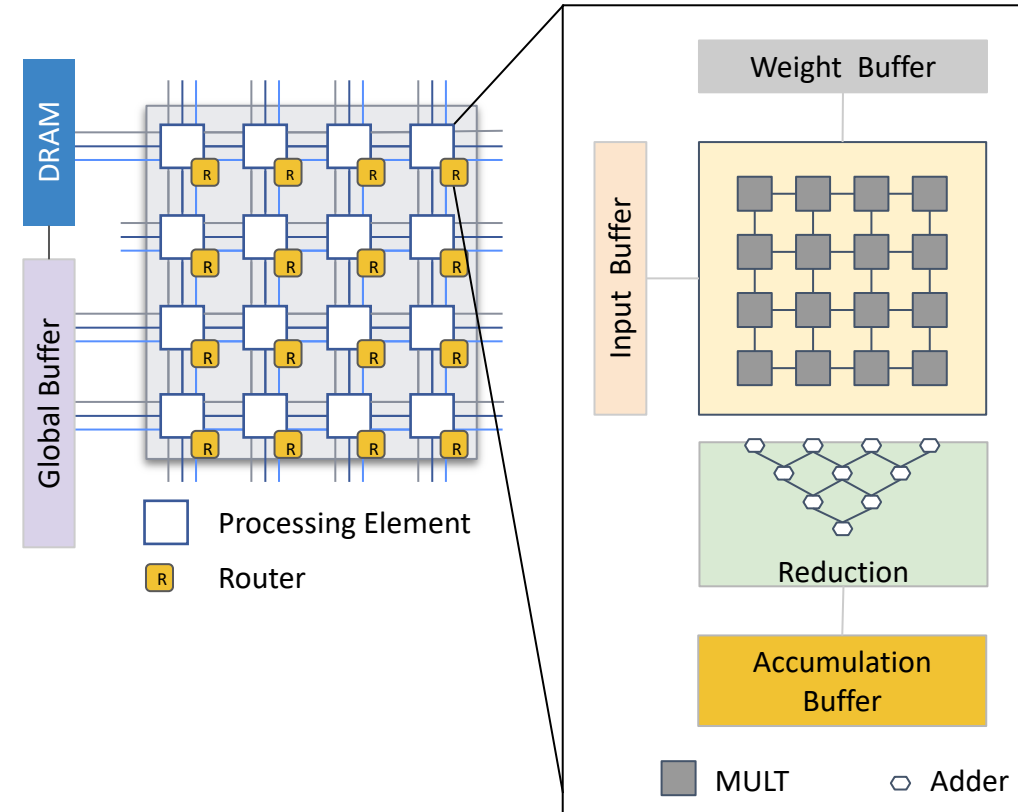 DRAM
Global Buffer
R R R R
R R R R
R R R R
R R R R
Processing Element
R Router
Weight Buffer
Input Buffer
Reduction
Accumulation
Buffer
MULT
Adder